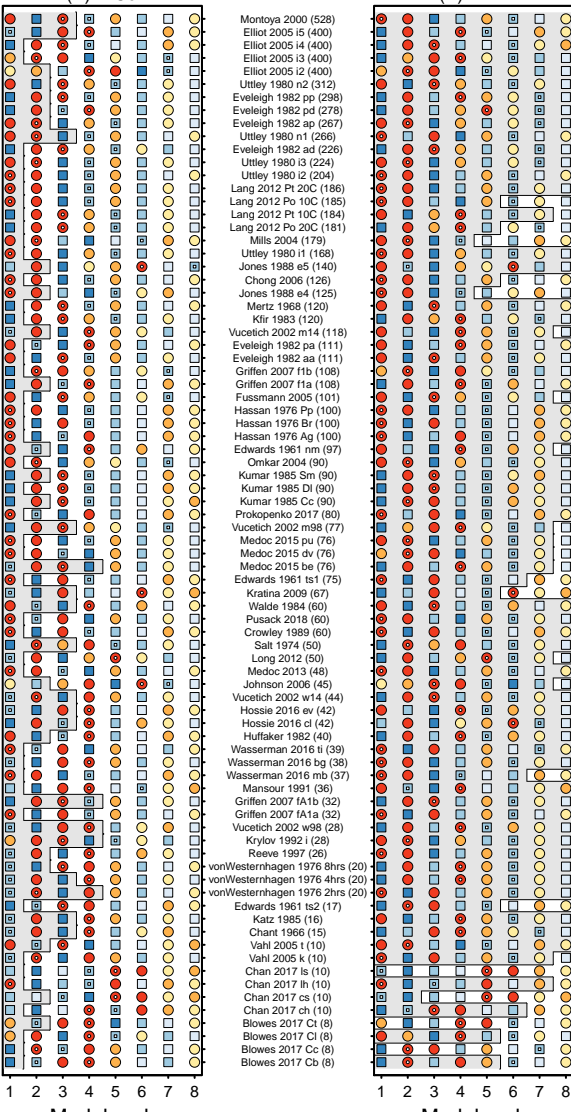 Montoya 2000 (528)
Elliot 2005 i5 (400)
Elliot 2005 i4 (400)
Elliot 2005 i3 (400)
Elliot 2005 i2 (400)
Uttley 1980 n2 (312)
Eveleigh 1982 pp (298)
Eveleigh 1982 pd (278)
Eveleigh 1982 ap (267)
Uttley 1980 n1 (266)
Eveleigh 1982 ad (226)
Uttley 1980 i3 (224)
Uttley 1980 i2 (204)
Lang 2012 Pt 20C (186)
Lang 2012 Po 10C (185)
Lang 2012 Pt 10C (184)
Lang 2012 Po 20C (181)
Mills 2004 (179)
Uttley 1980 i1 (168)
Jones 1988 e5 (140)
Chong 2006 (126)
Jones 1988 e4 (125)
Mertz 1968 (120)
Kfir 1983 (120)
Vucetich 2002 m14 (118)
Eveleigh 1982 pa (111)
Eveleigh 1982 aa (111)
Griffen 2007 f1b (108)
Griffen 2007 f1a (108)
Fussmann 2005 (101)
Hassan 1976 Pp (100)
Hassan 1976 Br (100)
Hassan 1976 Ag (100)
Edwards 1961 nm (97)
Omkar 2004 (90)
Kumar 1985 Sm (90)
Kumar 1985 Dl (90)
Kumar 1985 Cc (90)
Prokopenko 2017 (80)
Vucetich 2002 m98 (77)
Medoc 2015 pu (76)
Medoc 2015 dv (76)
Medoc 2015 be (76)
Edwards 1961 ts1 (75)
Kratina 2009 (67)
Walde 1984 (60)
Pusack 2018 (60)
Crowley 1989 (60)
Salt 1974 (50)
Long 2012 (50)
Medoc 2013 (48)
Johnson 2006 (45)
Vucetich 2002 w14 (44)
Hossie 2016 ev (42)
Hossie 2016 cl (42)
Huffaker 1982 (40)
Wasserman 2016 ti (39)
Wasserman 2016 bg (38)
Wasserman 2016 mb (37)
Mansour 1991 (36)
Griffen 2007 fA1b (32)
Griffen 2007 fA1a (32)
Vucetich 2002 w98 (28)
Krylov 1992 i (28)
Reeve 1997 (26)
vonWesternhagen 1976 8hrs (20)
vonWesternhagen 1976 4hrs (20)
vonWesternhagen 1976 2hrs (20)
Edwards 1961 ts2 (17)
Katz 1985 (16)
Chant 1966 (15)
Vahl 2005 t (10)
Vahl 2005 k (10)
Chan 2017 ls (10)
Chan 2017 lh (10)
Chan 2017 cs (10)
Chan 2017 ch (10)
Blowes 2017 Ct (8)
Blowes 2017 Cl (8)
Blowes 2017 Cc (8)
Blowes 2017 Cb (8)
1 2 3 4 5 6 7 8
1 2 3 4 5 6 7 8